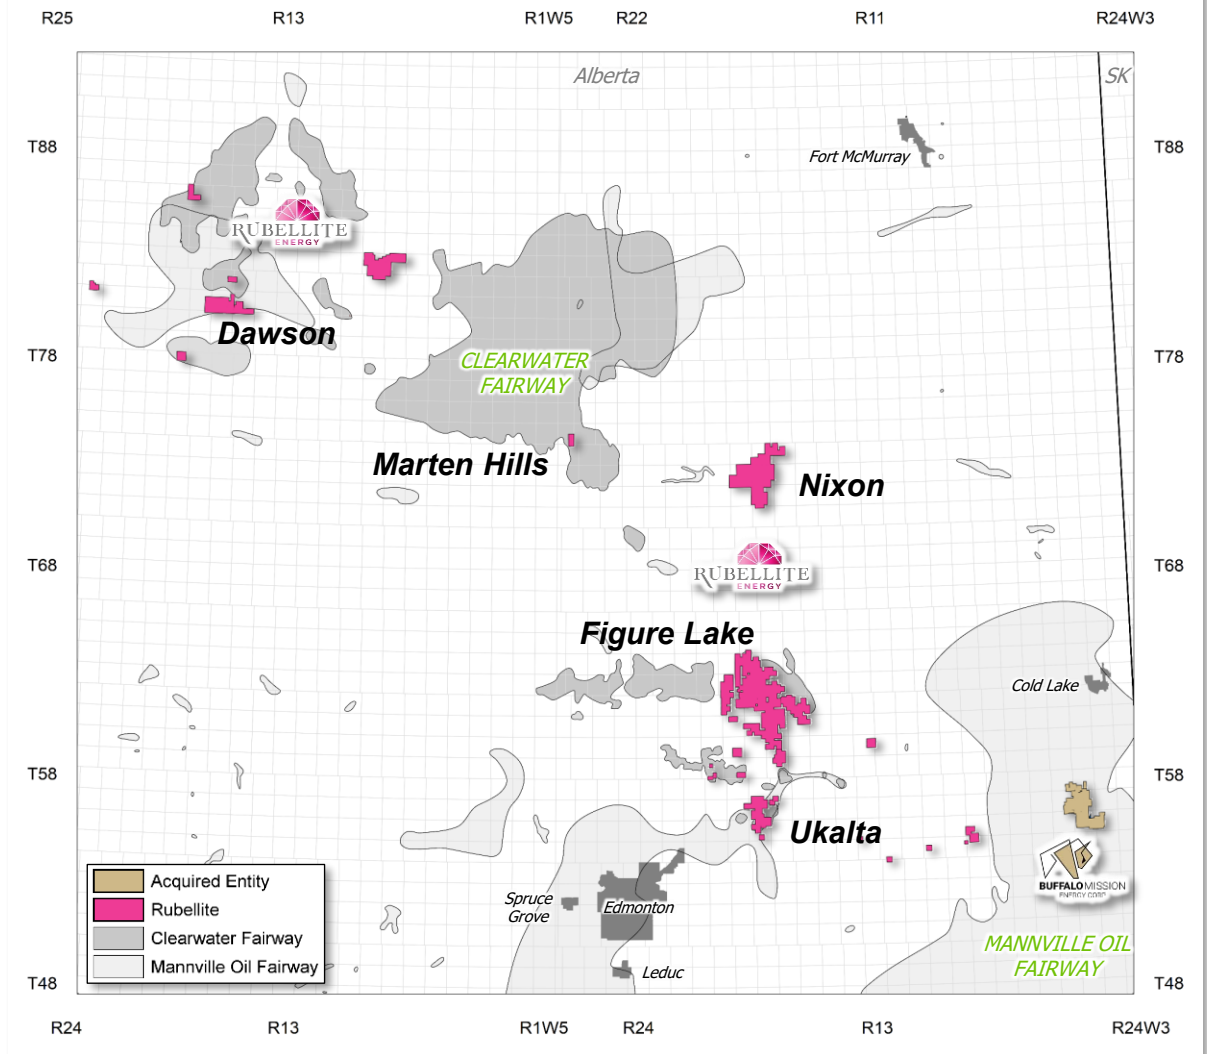 R25 R13 R1W5 R22 R11 R24W3
Alberta
SK
T88
T88
Fort McMurray
RUBELLITE
ENERGY
Dawson
T78
T78
CLEARWATER
FAIRWAY
Marten Hills
Nixon
T68
T68
RUBELLITE
ENERGY
Figure Lake
Cold Lake
T58
T58
Ukalta
BUFFALO MISSION
ENERGY CORP
Acquired Entity
Rubellite
Clearwater Fairway
Mannville Oil Fairway
Spruce
Grove
Edmonton
Leduc
MANNVILLE OIL
FAIRWAY
T48
T48
R24 R13 R1W5 R24 R13 R24W3